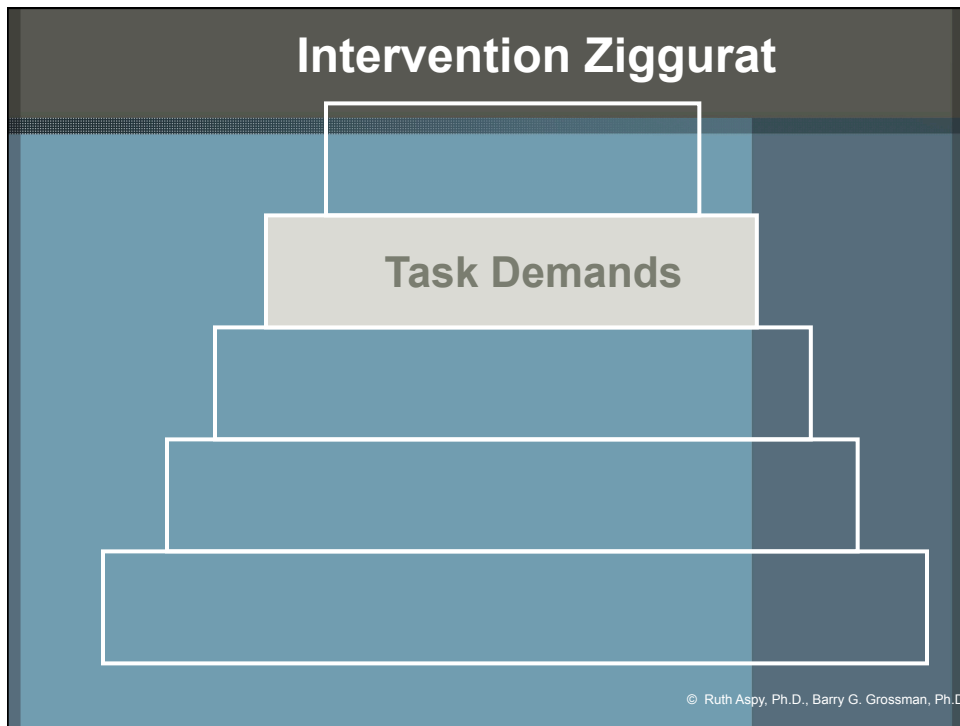 Intervention Ziggurat
Task Demands
© Ruth Aspy, Ph.D., Barry G. Grossman, Ph.D